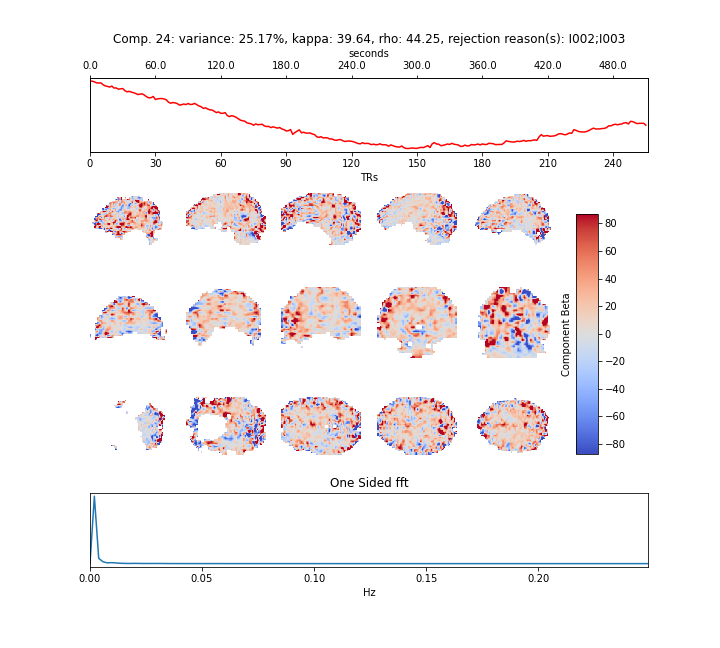 Comp. 24: variance: 25.17%, kappa: 39.64, rho: 44.25, rejection reason(s): I002;I003
seconds
0.0 60.0 120.0 180.0 240.0 300.0 360.0 420.0 480.0
0 30 60 90 120 150 180 210 240
TRs
80
60
40
20
0
−20
−40
−60
−80
Component Beta
One Sided fft
0.00 0.05 0.10 0.15 0.20
Hz